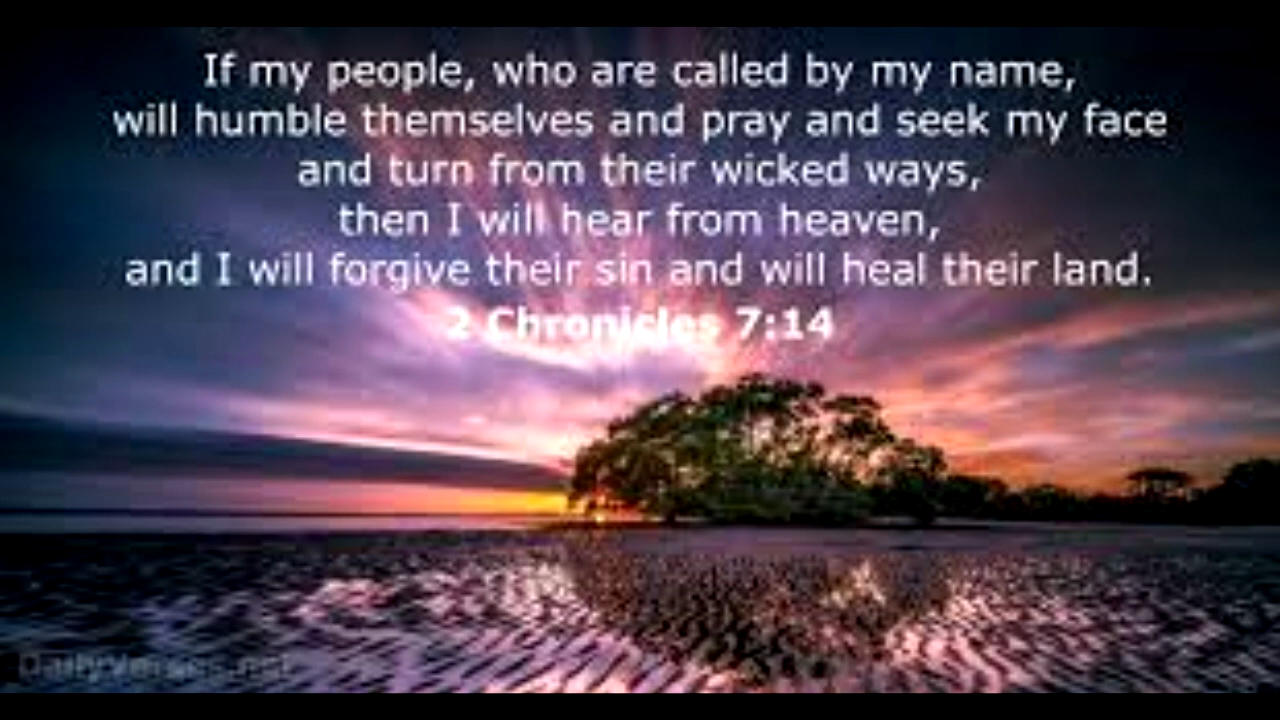 If my people, who are called by my name,
will humble themselves and pray and seek my face
and turn from their wicked ways,
then I will hear from heaven,
and I will forgive their sin and will heal their land.
2 Chronicles 7:14
DailyVerses.net